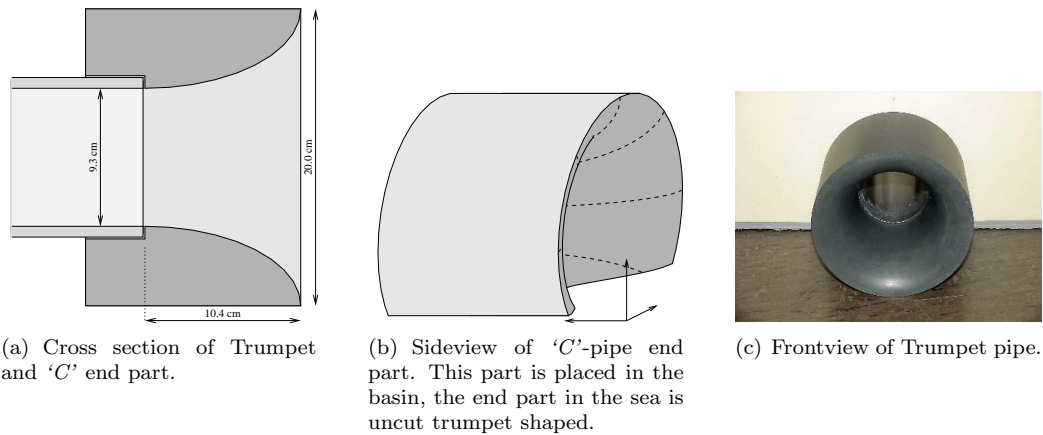 9.3 cm
20.0 cm
10.4 cm
(a) Cross section of Trumpet
and ‘C’ end part.
(b) Sideview of ‘C’-pipe end
part. This part is placed in the
basin, the end part in the sea is
uncut trumpet shaped.
(c) Frontview of Trumpet pipe.